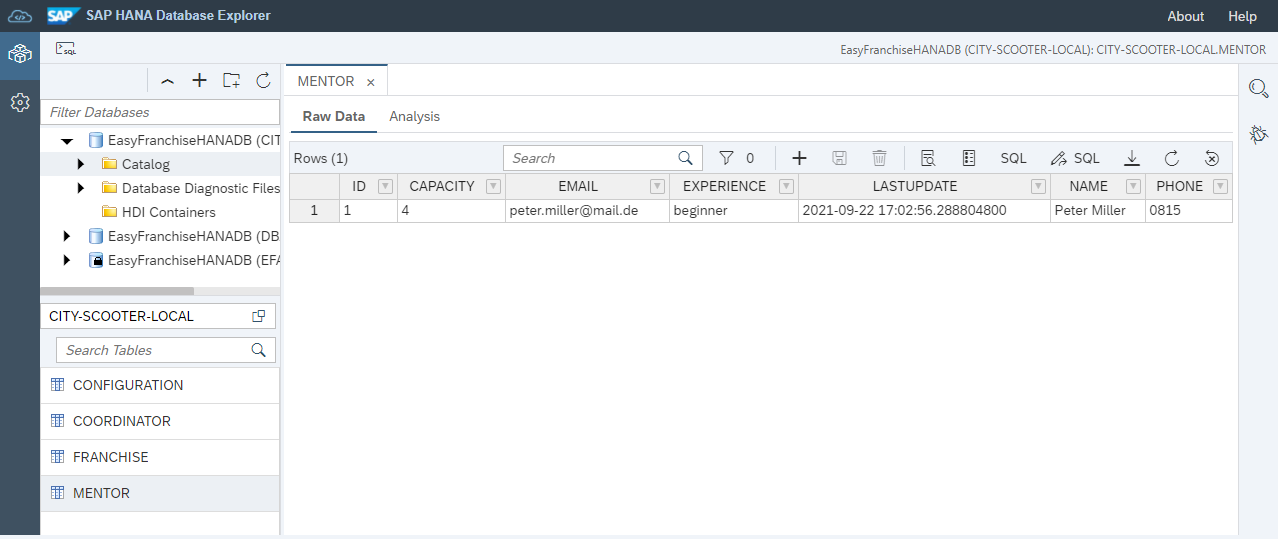 SAP SAP HANA Database Explorer About Help
SQL EasyFranchiseHANADB (CITY-SCOOTER-LOCAL): CITY-SCOOTER-LOCAL.MENTOR
MENTOR ×
Filter Databases
Raw Data Analysis
EasyFranchiseHANADB (CIT
Catalog
Database Diagnostic Files
HDI Containers
EasyFranchiseHANADB (DB
EasyFranchiseHANADB (EFA
Rows (1) Search 0 SQL SQL
ID CAPACITY EMAIL EXPERIENCE LASTUPDATE NAME PHONE
1 1 4 peter.miller@mail.de beginner 2021-09-22 17:02:56.288804800 Peter Miller 0815
CITY-SCOOTER-LOCAL
Search Tables
CONFIGURATION
COORDINATOR
FRANCHISE
MENTOR